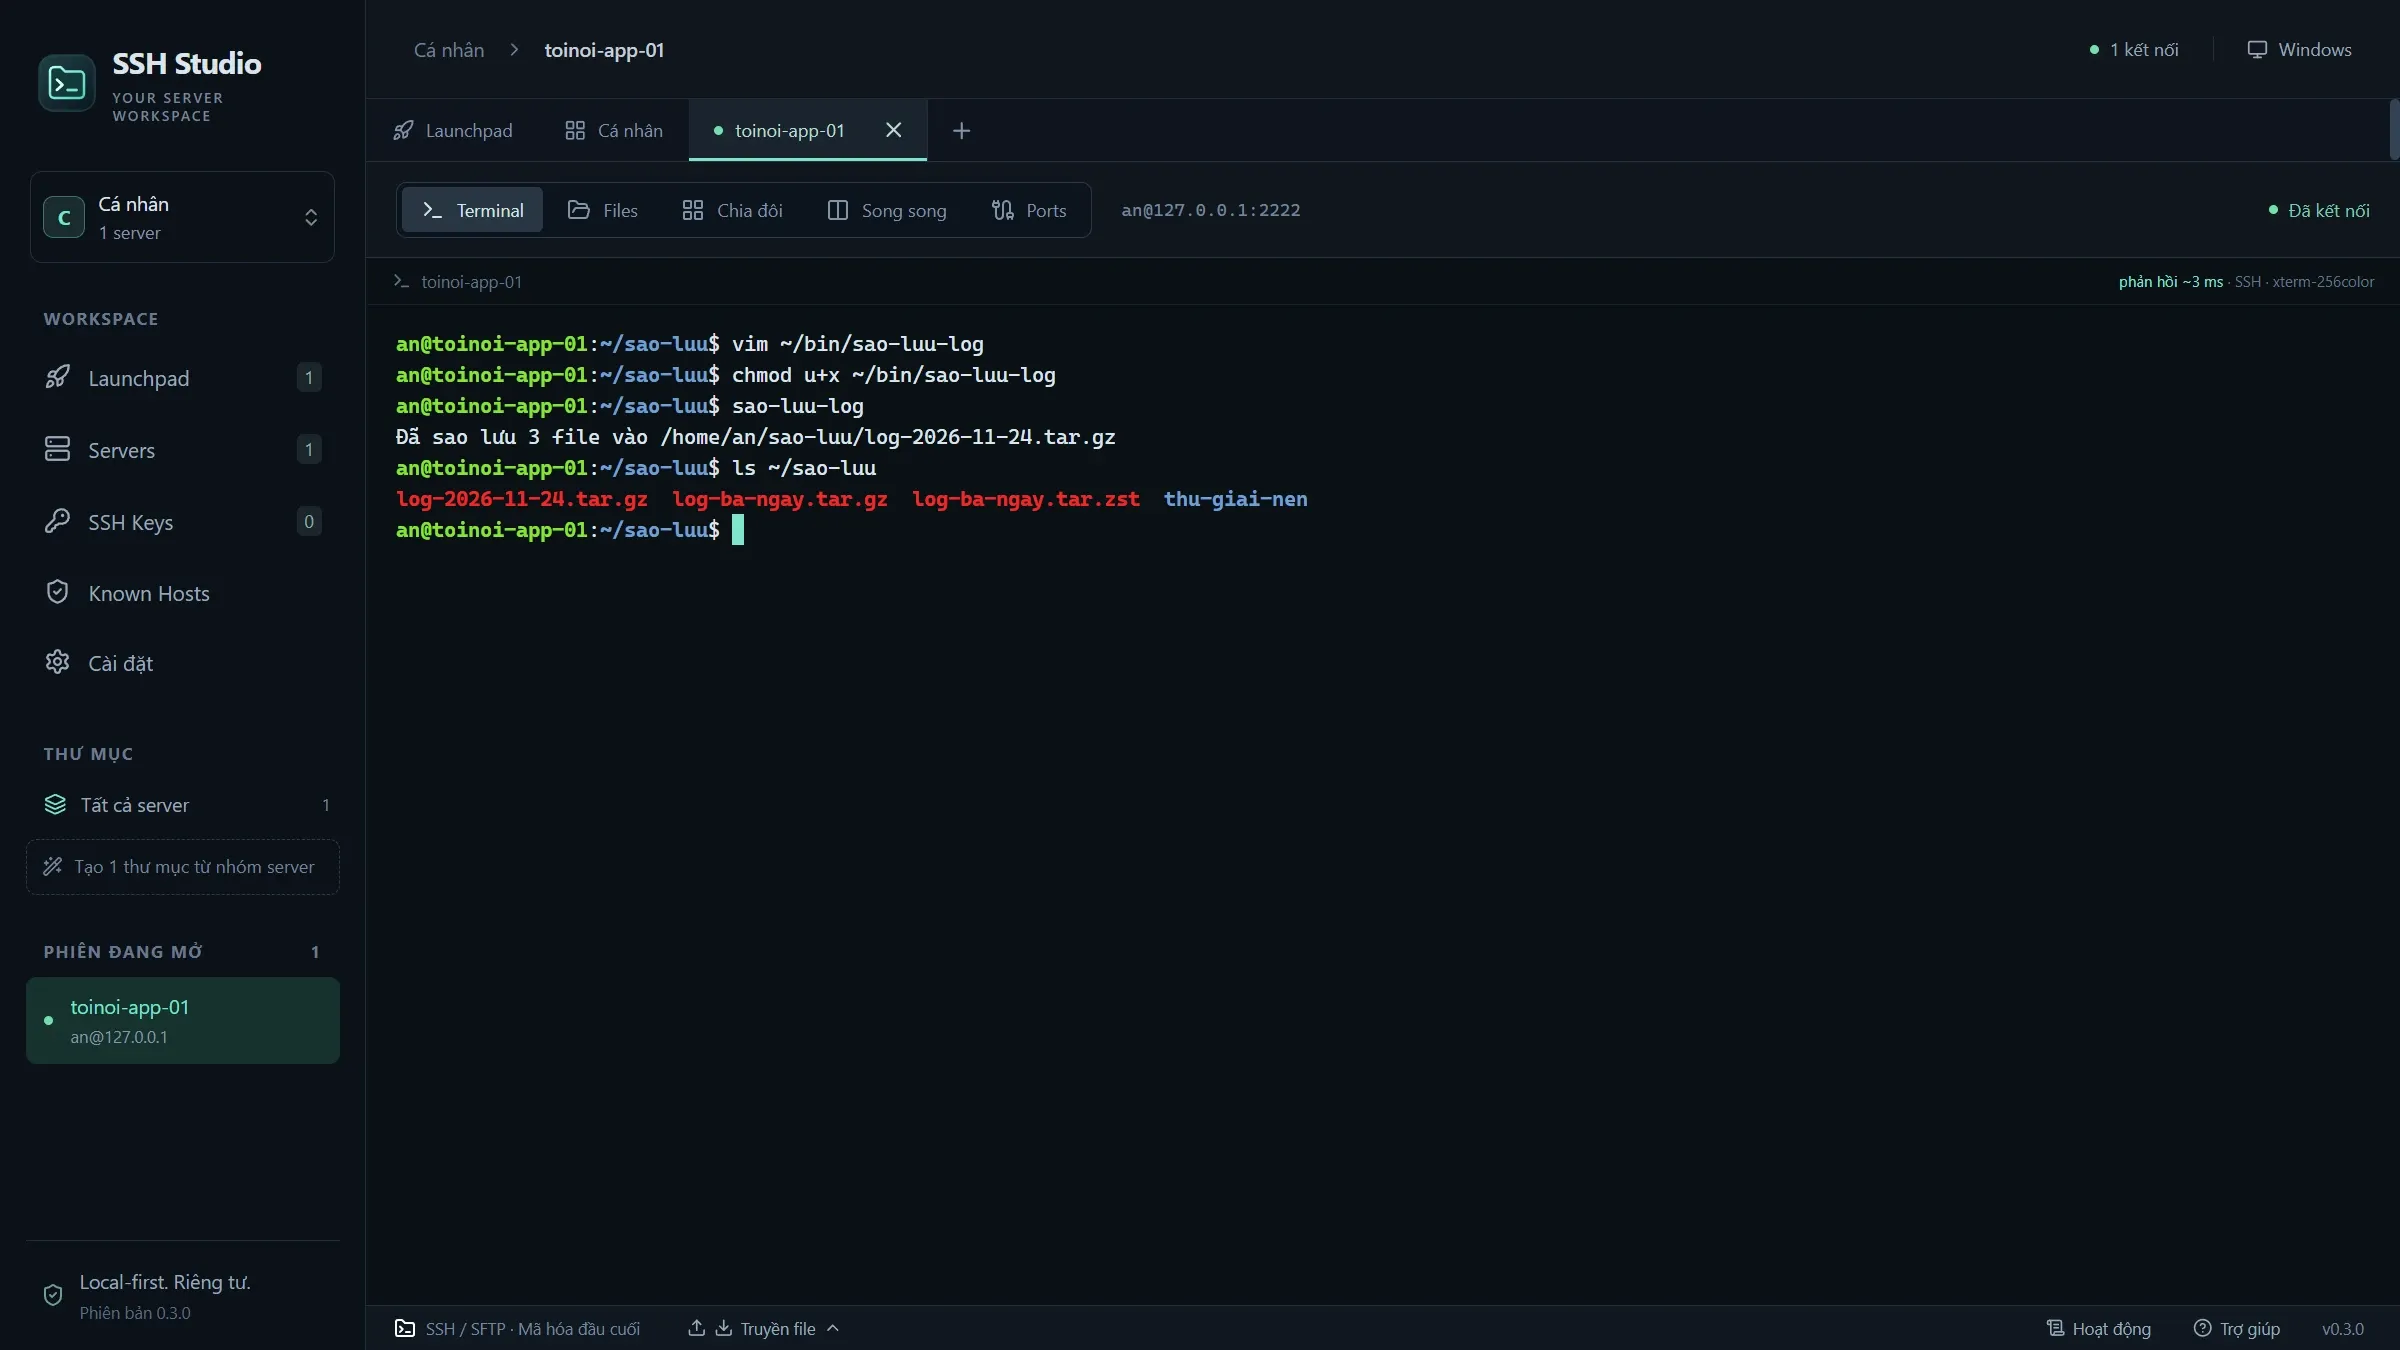 SSH Studio
YOUR SERVER
WORKSPACE
C
Cá nhân
1 server
WORKSPACE
Launchpad 1
Servers 1
SSH Keys 0
Known Hosts
Cài đặt
THƯ MỤC
Tất cả server 1
Tạo 1 thư mục từ nhóm server
PHIÊN ĐANG MỞ 1
toinoi-app-01
an@127.0.0.1
Local-first. Riêng tư.
Phiên bản 0.3.0
Cá nhân > toinoi-app-01
1 kết nối
Windows
Launchpad
Cá nhân
toinoi-app-01
Terminal
Files
Chia đôi
Song song
Ports
an@127.0.0.1:2222
Đã kết nối
toinoi-app-01
phản hồi ~3 ms · SSH · xterm-256color
an@toinoi-app-01:~/sao-luu$ vim ~/bin/sao-luu-log
an@toinoi-app-01:~/sao-luu$ chmod u+x ~/bin/sao-luu-log
an@toinoi-app-01:~/sao-luu$ sao-luu-log
Đã sao lưu 3 file vào /home/an/sao-luu/log-2026-11-24.tar.gz
an@toinoi-app-01:~/sao-luu$ ls ~/sao-luu
log-2026-11-24.tar.gz  log-ba-ngay.tar.gz  log-ba-ngay.tar.zst  thu-giai-nen
an@toinoi-app-01:~/sao-luu$
SSH / SFTP · Mã hóa đầu cuối
Truyền file
Hoạt động
Trợ giúp
v0.3.0